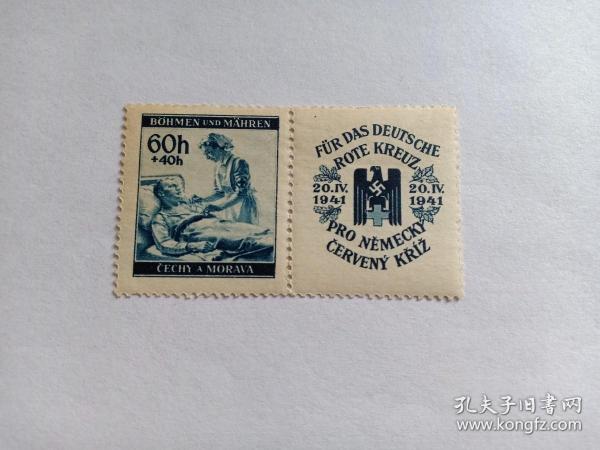 BÖHMEN UND MÄHREN
60h
+40h
ČECHY A MORAVA
FÜR DAS DEUTSCHE
ROTE KREUZ
20.IV. 20.IV.
1941 1941
PRO NĚMECKÝ
ČERVENÝ KŘÍŽ
孔夫子旧书网
www.kongfz.com